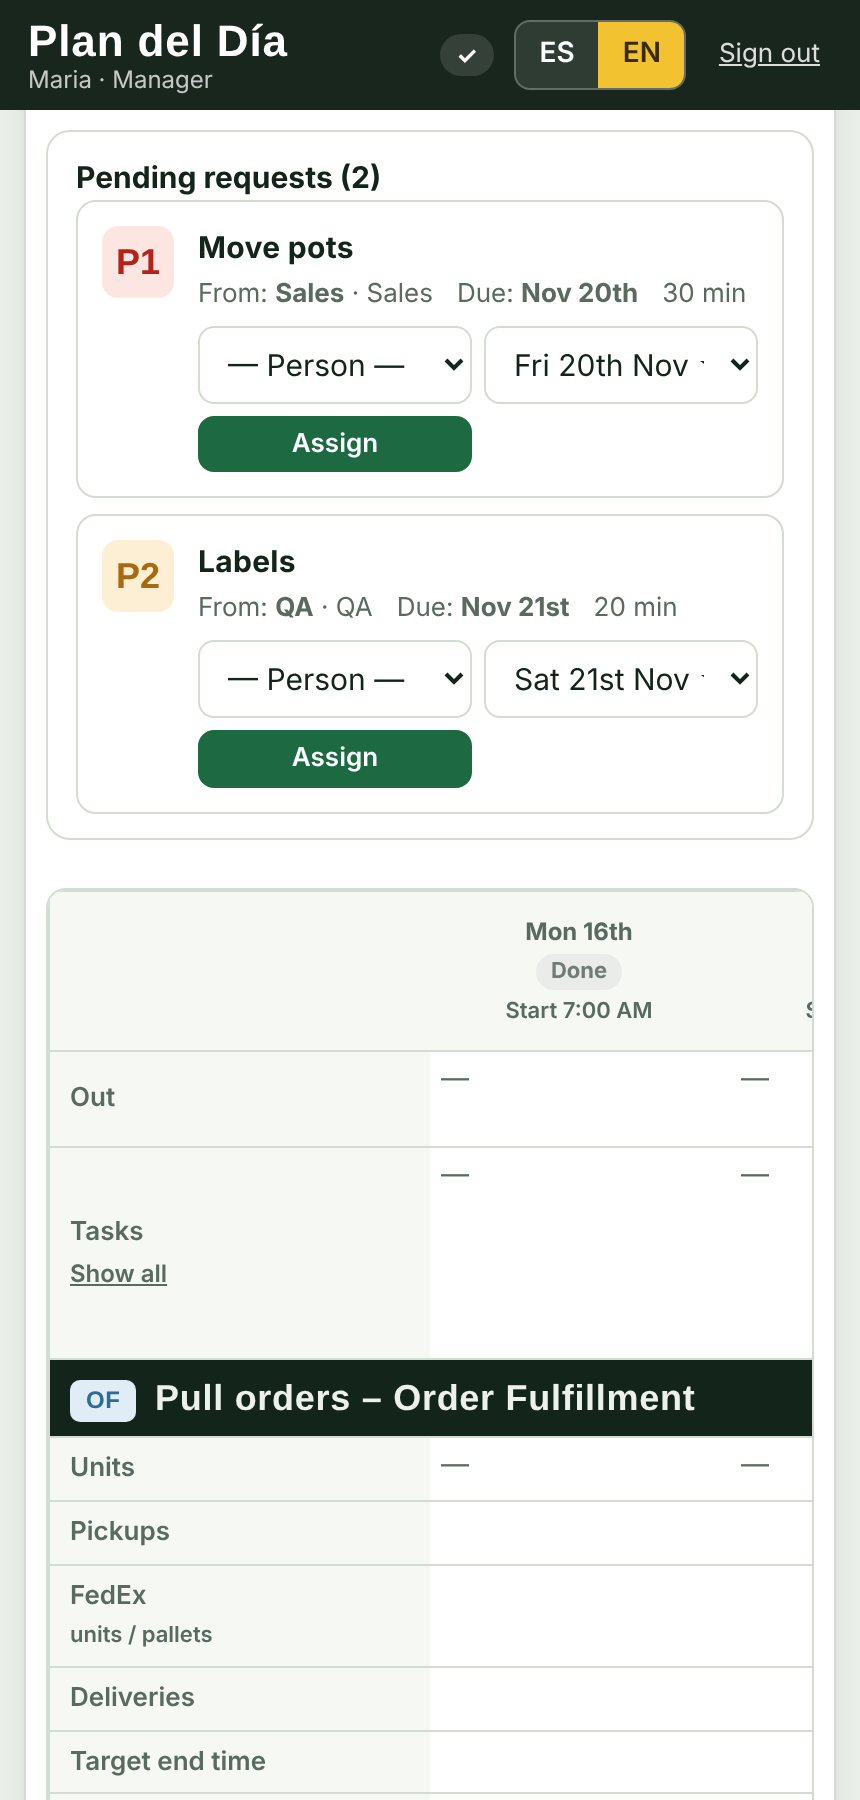 Plan del Día
Maria · Manager
✓
ES
EN
Sign out
Pending requests (2)
P1
Move pots
From: Sales · Sales Due: Nov 20th 30 min
— Person —
Fri 20th Nov
Assign
P2
Labels
From: QA · QA Due: Nov 21st 20 min
— Person —
Sat 21st Nov
Assign
Mon 16th
Done
Start 7:00 AM
Out
— —
Tasks
— —
Show all
OF Pull orders – Order Fulfillment
Units — —
Pickups
FedEx
units / pallets
Deliveries
Target end time